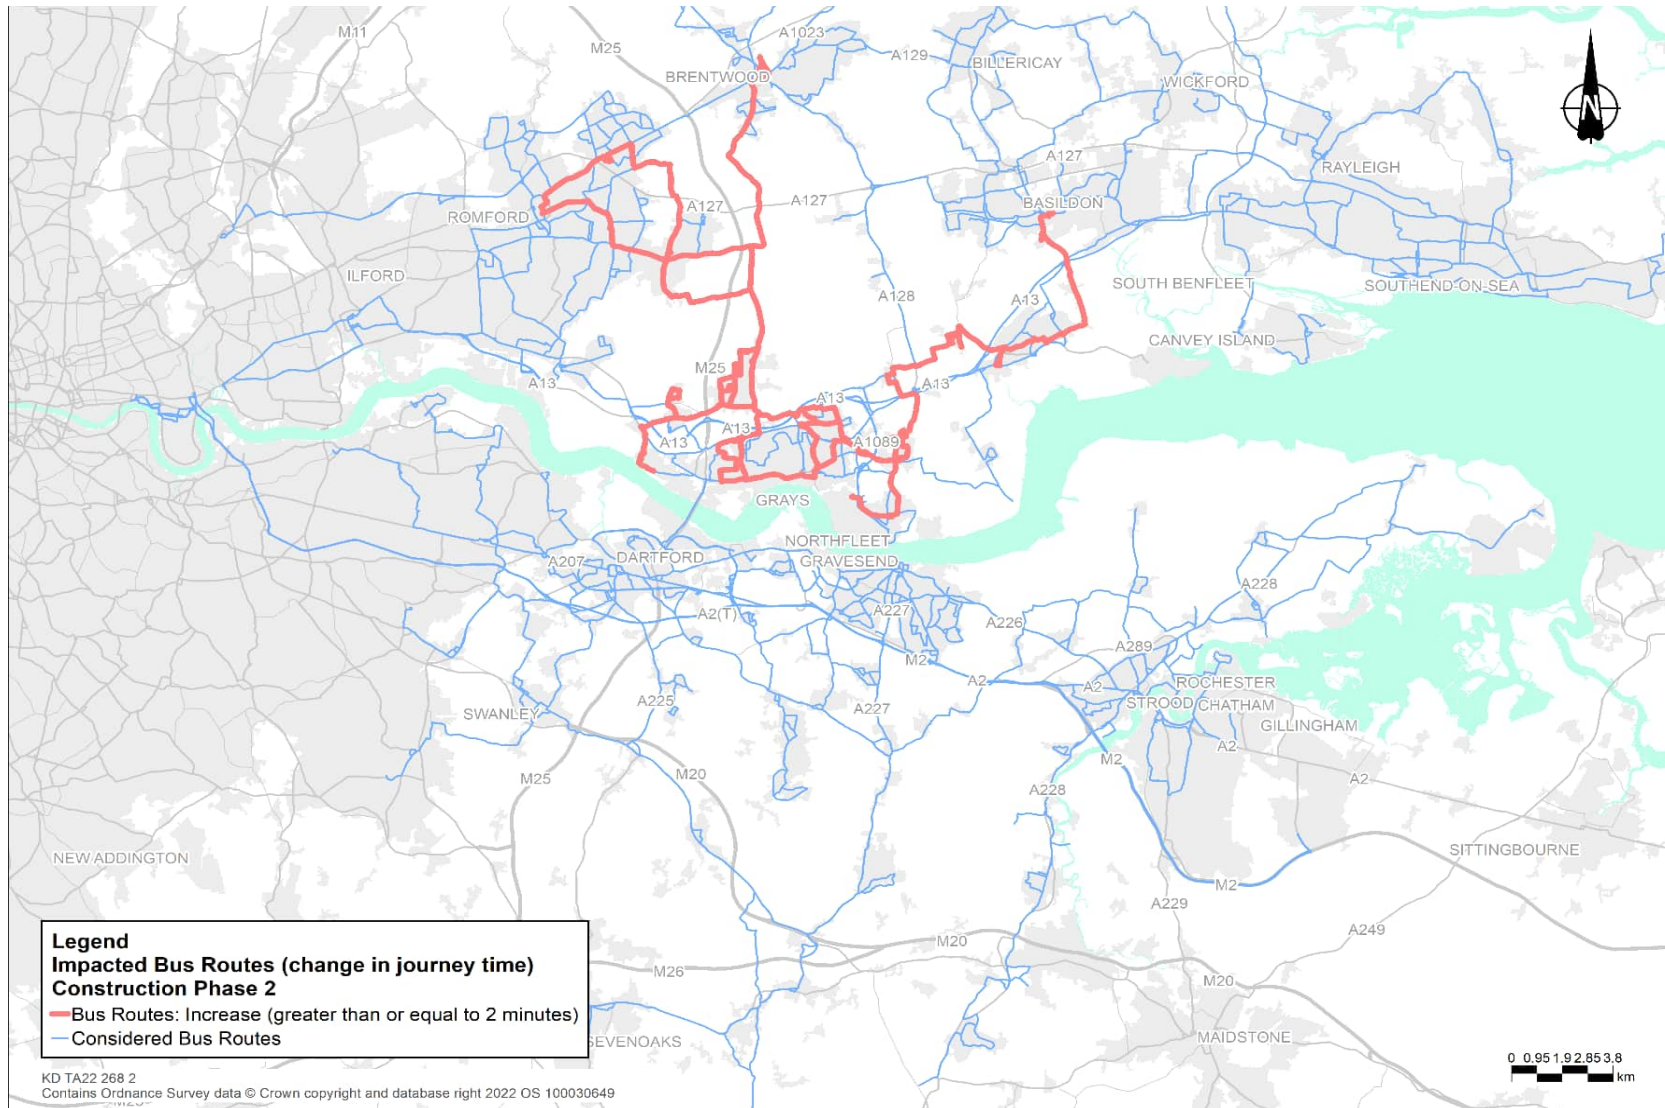 M11
M25
A1023
A129
BRENTWOOD
BILLERICAY
WICKFORD
N
A127
RAYLEIGH
A127
A127
ROMFORD
BASILDON
ILFORD
A128
A13
SOUTH BENFLEET
SOUTHEND-ON-SEA
CANVEY ISLAND
M25
A13
A13
A13
A13
A13
A1089
GRAYS
NORTHFLEET
GRAVESEND
A207
DARTFORD
A2(T)
A227
A226
A228
A289
M2
A2
A2
ROCHESTER
STROOD
CHATHAM
GILLINGHAM
A225
A227
SWANLEY
A2
M2
M25
M20
A228
A2
NEW ADDINGTON
SITTINGBOURNE
M2
A229
A249
M20
M26
M20
SEVENOAKS
MAIDSTONE
Legend
Impacted Bus Routes (change in journey time)
Construction Phase 2
Bus Routes: Increase (greater than or equal to 2 minutes)
Considered Bus Routes
0 0.95 1.9 2.85 3.8
km
KD TA22 268 2
Contains Ordnance Survey data © Crown copyright and database right 2022 OS 100030649